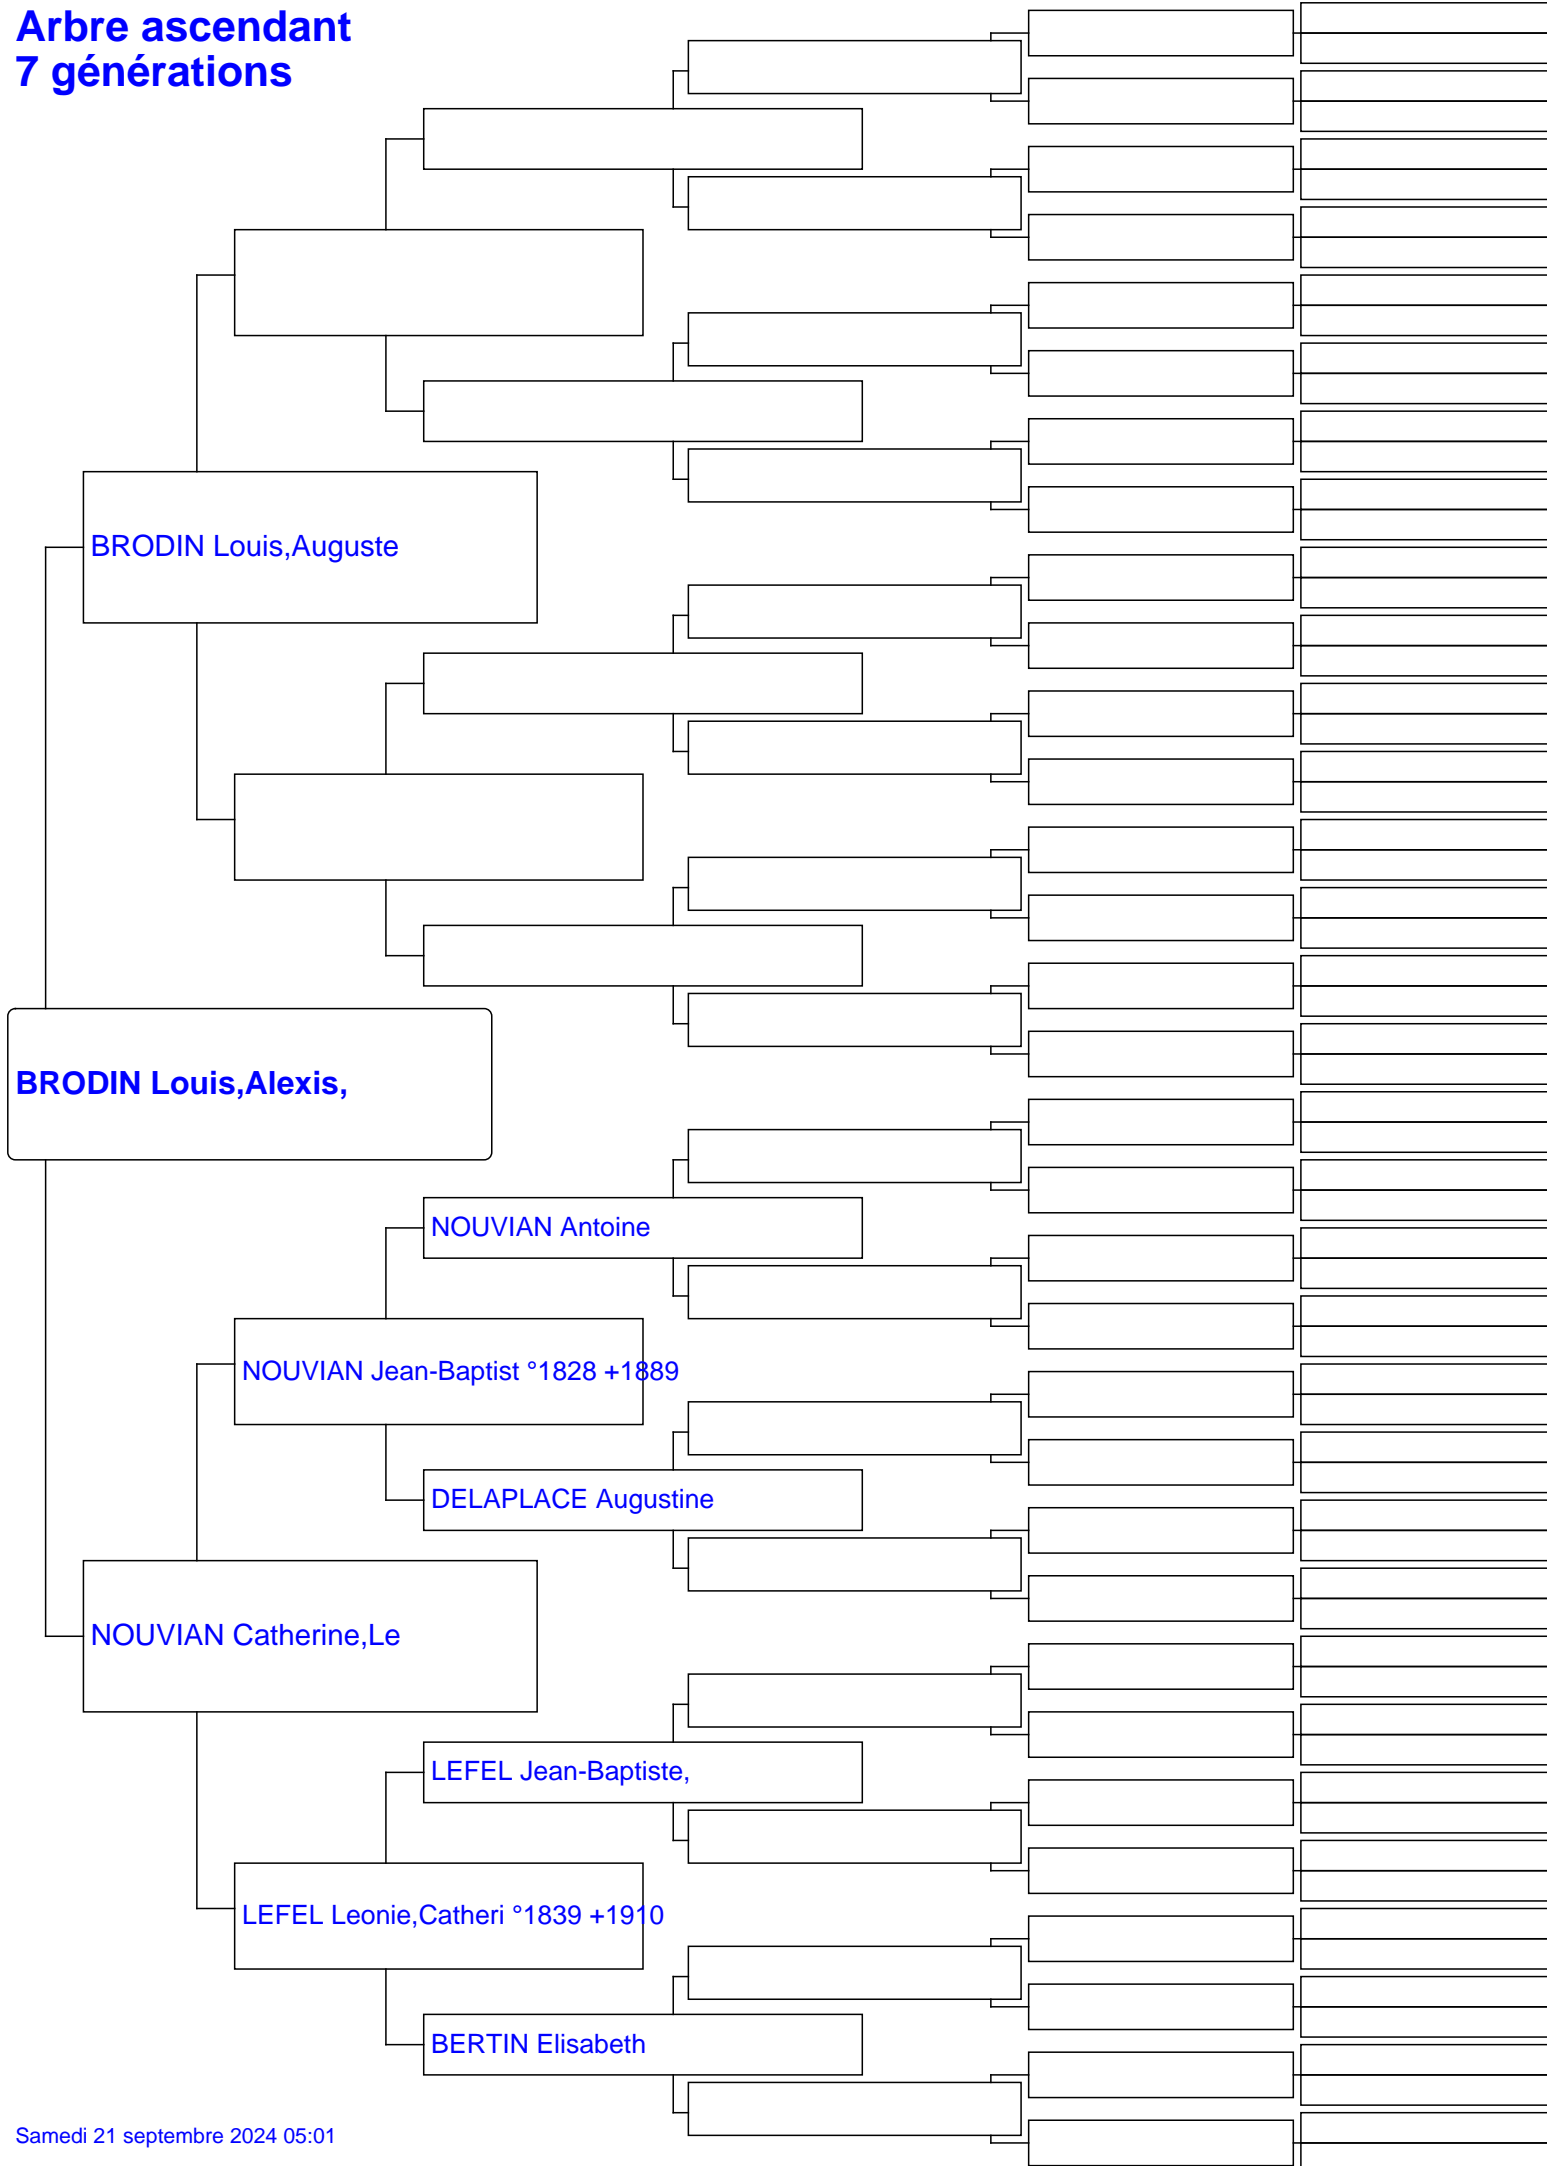 Arbre ascendant
7 générations
BRODIN Louis,Auguste
BRODIN Louis,Alexis,
NOUVIAN Antoine
NOUVIAN Jean-Baptist °1828 +1889
DELAPLACE Augustine
NOUVIAN Catherine,Le
LEFEL Jean-Baptiste,
LEFEL Leonie,Catheri °1839 +1910
BERTIN Elisabeth
Samedi 21 septembre 2024 05:01